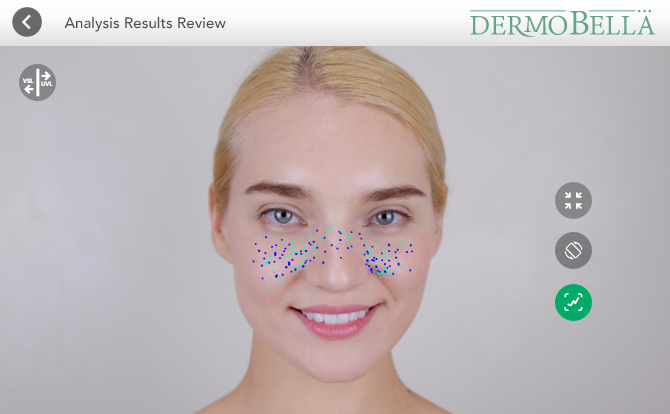 Analysis Results Review
DERMOBELLA
VSL
UVL